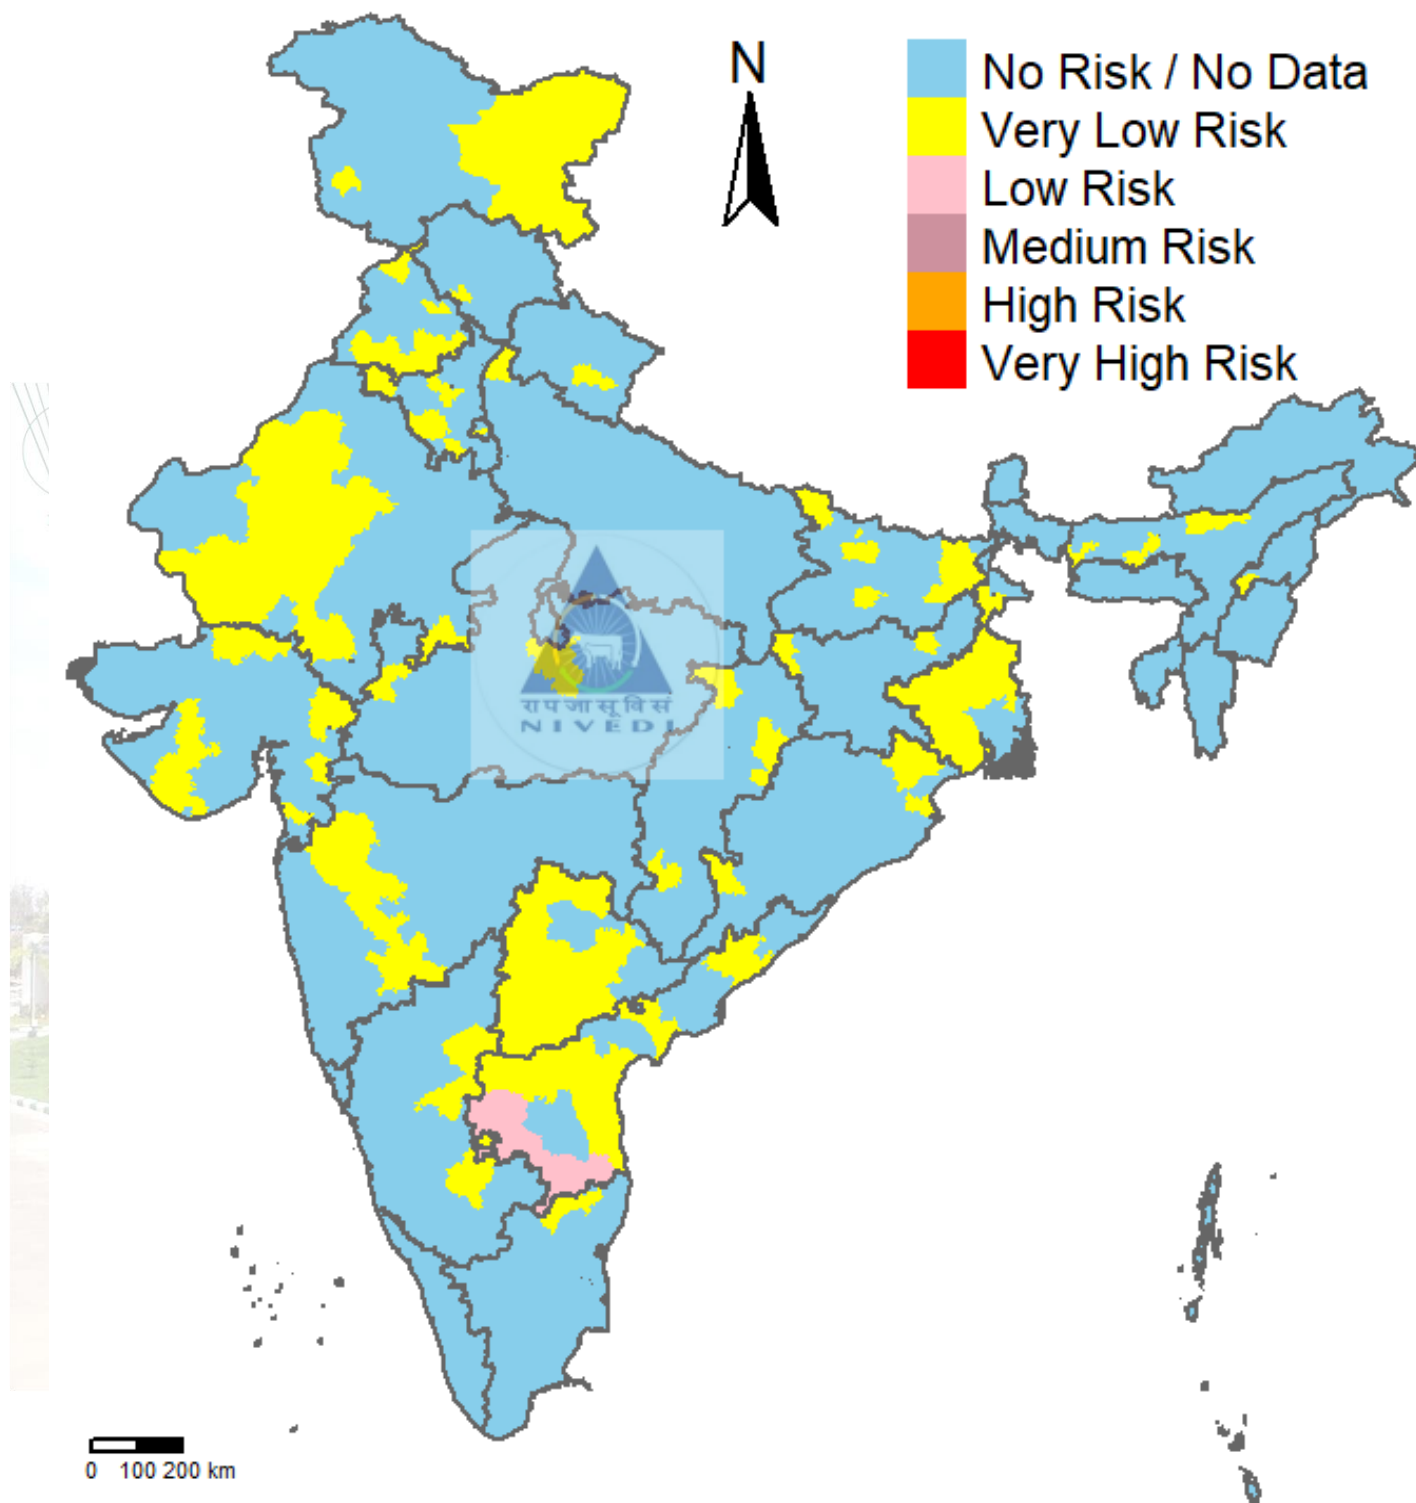 N
No Risk / No Data
Very Low Risk
Low Risk
Medium Risk
High Risk
Very High Risk
रापजासूविसं
NIVEDI
0 100 200 km